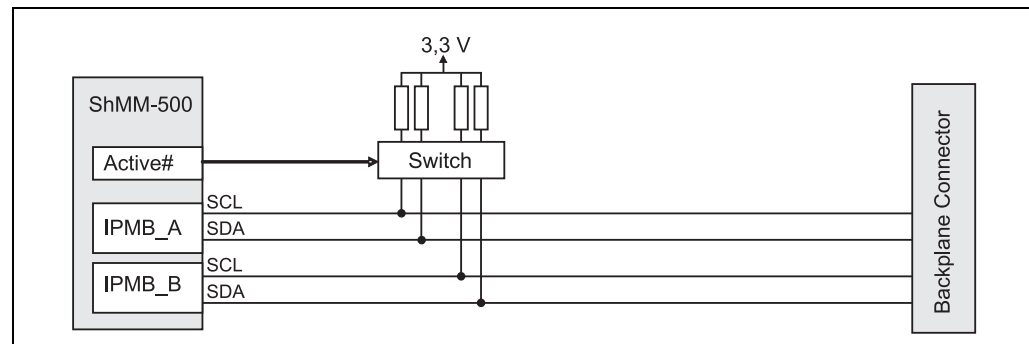 3,3 V
ShMM-500
Active#
Switch
IPMB_A
SCL
SDA
IPMB_B
SCL
SDA
Backplane Connector